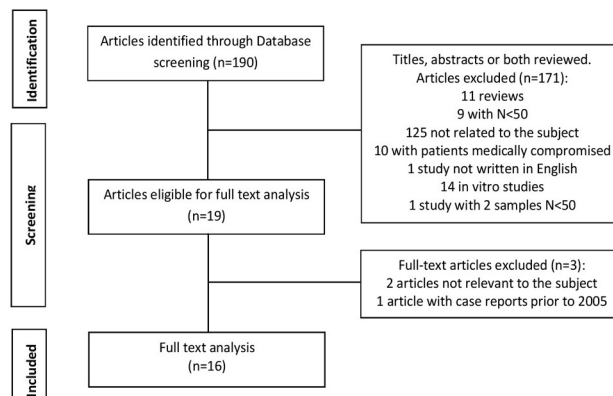 Identification
Articles identified through Database
screening (n=190)
Titles, abstracts or both reviewed.
Articles excluded (n=171):
11 reviews
9 with N<50
125 not related to the subject
10 with patients medically compromised
1 study not written in English
14 in vitro studies
1 study with 2 samples N<50
Screening
Articles eligible for full text analysis
(n=19)
Full-text articles excluded (n=3):
2 articles not relevant to the subject
1 article with case reports prior to 2005
Included
Full text analysis
(n=16)